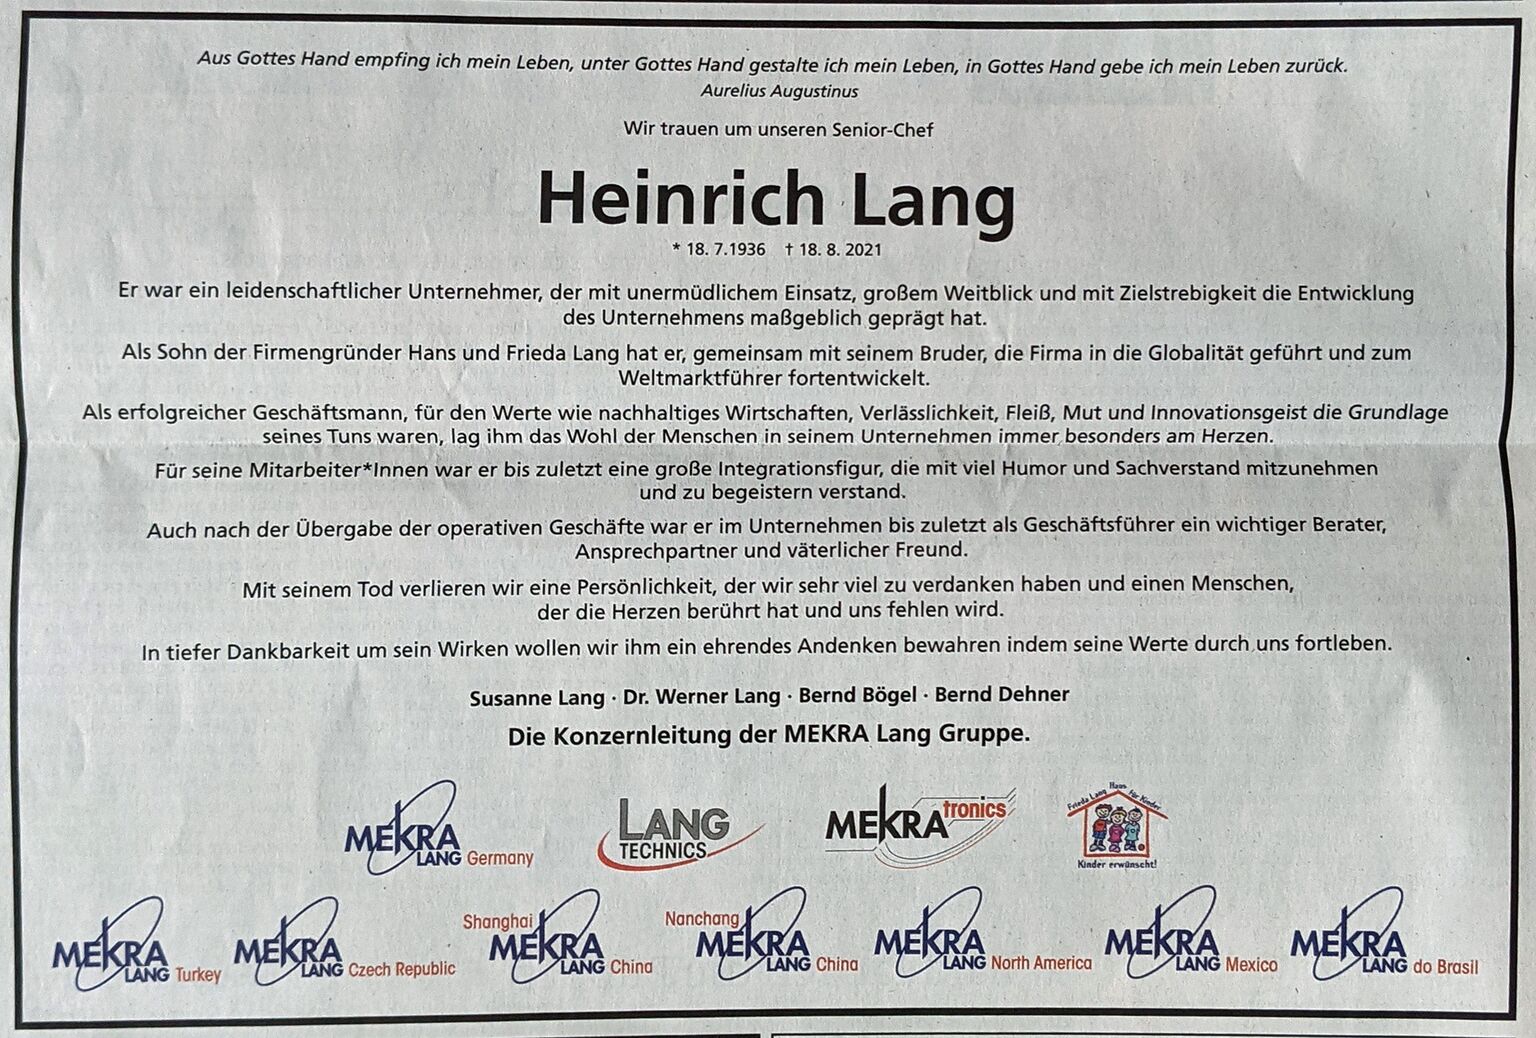 Aus Gottes Hand empfing ich mein Leben, unter Gottes Hand gestalte ich mein Leben, in Gottes Hand gebe ich mein Leben zurück.
Aurelius Augustinus
Wir trauen um unseren Senior-Chef
Heinrich Lang
* 18. 7.1936 † 18. 8. 2021
Er war ein leidenschaftlicher Unternehmer, der mit unermüdlichem Einsatz, großem Weitblick und mit Zielstrebigkeit die Entwicklung
des Unternehmens maßgeblich geprägt hat.
Als Sohn der Firmengründer Hans und Frieda Lang hat er, gemeinsam mit seinem Bruder, die Firma in die Globalität geführt und zum
Weltmarktführer fortentwickelt.
Als erfolgreicher Geschäftsmann, für den Werte wie nachhaltiges Wirtschaften, Verlässlichkeit, Fleiß, Mut und Innovationsgeist die Grundlage
seines Tuns waren, lag ihm das Wohl der Menschen in seinem Unternehmen immer besonders am Herzen.
Für seine Mitarbeiter*Innen war er bis zuletzt eine große Integrationsfigur, die mit viel Humor und Sachverstand mitzunehmen
und zu begeistern verstand.
Auch nach der Übergabe der operativen Geschäfte war er im Unternehmen bis zuletzt als Geschäftsführer ein wichtiger Berater,
Ansprechpartner und väterlicher Freund.
Mit seinem Tod verlieren wir eine Persönlichkeit, der wir sehr viel zu verdanken haben und einen Menschen,
der die Herzen berührt hat und uns fehlen wird.
In tiefer Dankbarkeit um sein Wirken wollen wir ihm ein ehrendes Andenken bewahren indem seine Werte durch uns fortleben.
Susanne Lang · Dr. Werner Lang · Bernd Bögel · Bernd Dehner
Die Konzernleitung der MEKRA Lang Gruppe.
MEKRA
LANG Germany
LANG
TECHNICS
MEKRA tronics
Frieda Lang Haus für Kinder
Kinder erwünscht!
MEKRA
LANG Turkey
MEKRA
LANG Czech Republic
Shanghai
MEKRA
LANG China
Nanchang
MEKRA
LANG China
MEKRA
LANG North America
MEKRA
LANG Mexico
MEKRA
LANG do Brasil